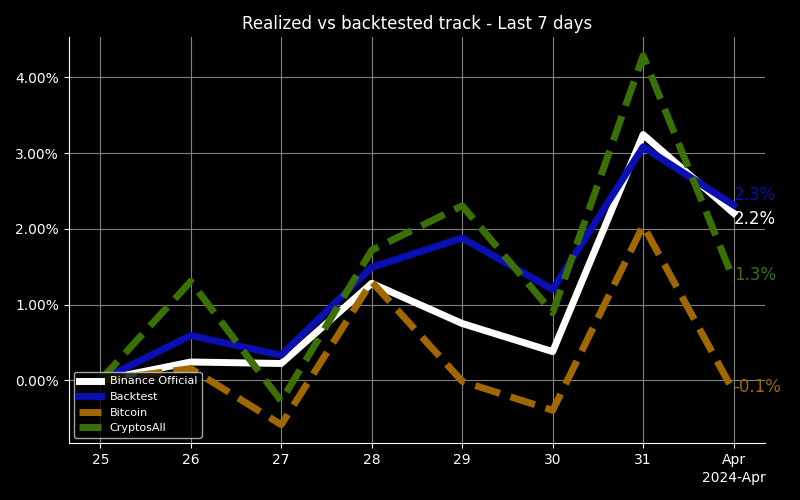 Realized vs backtested track - Last 7 days
4.00%
3.00%
2.00%
1.00%
0.00%
2.3%
2.2%
1.3%
-0.1%
Binance Official
Backtest
Bitcoin
CryptosAll
25 26 27 28 29 30 31 Apr
2024-Apr